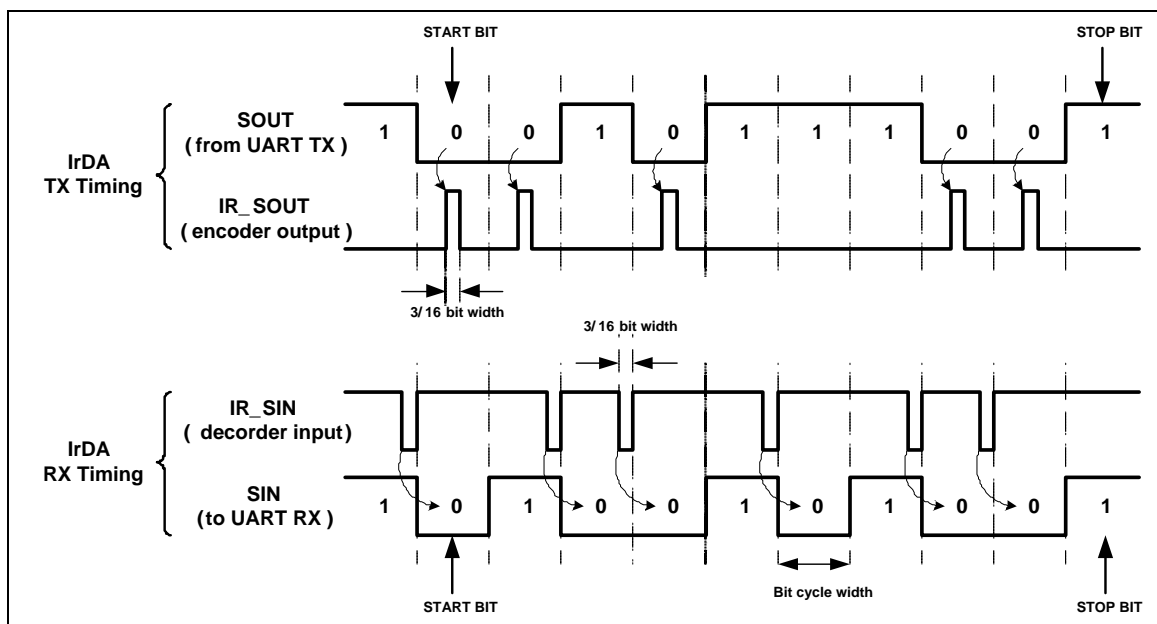 START BIT
STOP BIT
SOUT
( from UART TX )
1 0 0 1 0 1 1 1 0 0 1
IrDA
TX Timing
IR_SOUT
( encoder output )
3/16 bit width
3/16 bit width
IR_SIN
( decorder input)
IrDA
RX Timing
SIN
(to UART RX )
1 0 1 0 0 1 0 1 0 0 1
Bit cycle width
START BIT
STOP BIT